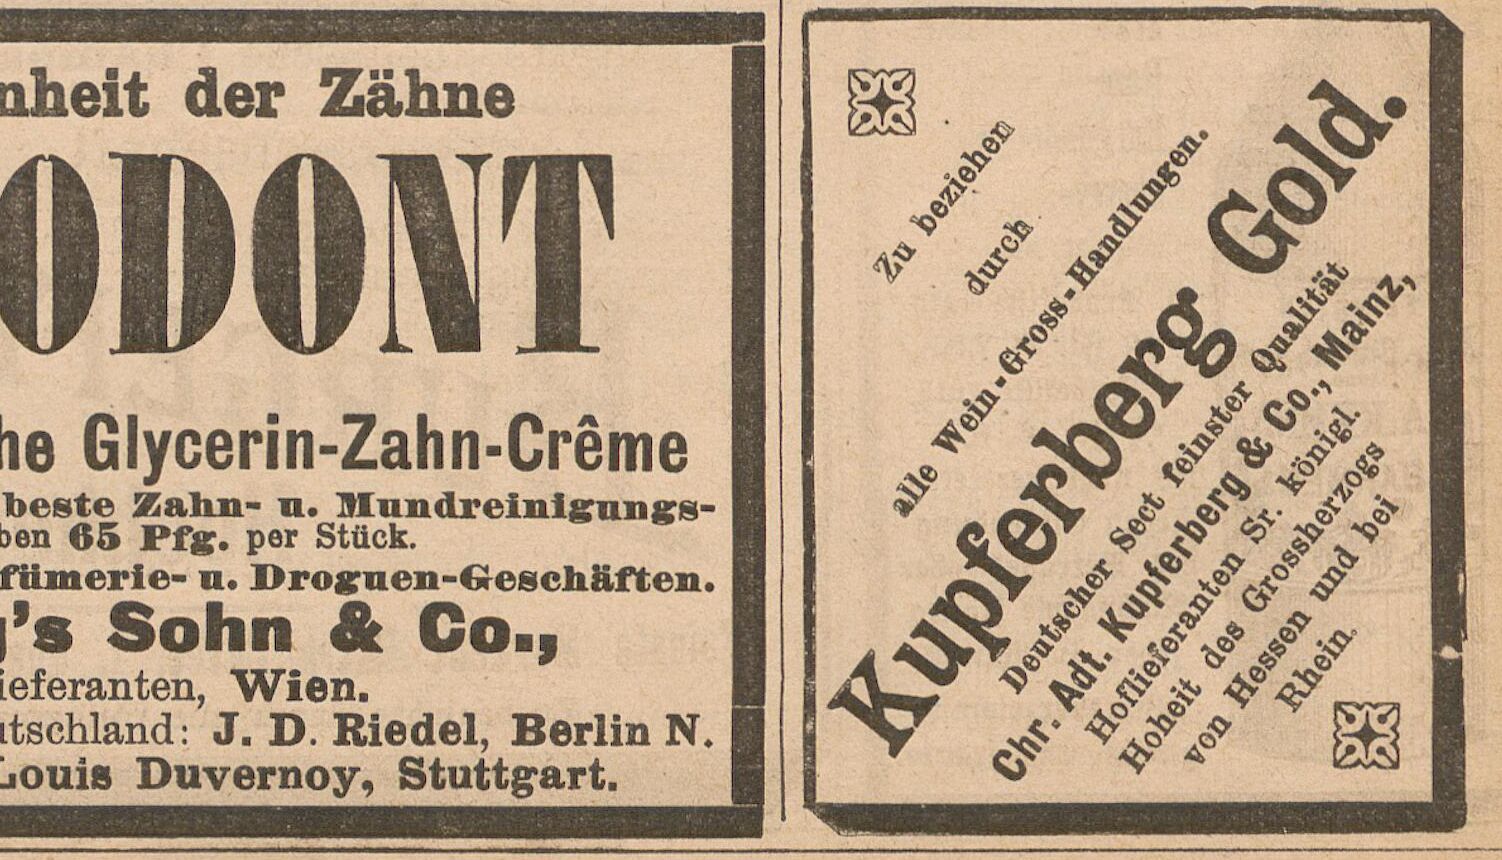 nheit der Zähne
ODONT
he Glycerin-Zahn-Crême
beste Zahn- u. Mundreinigungs-
ben 65 Pfg. per Stück.
fümerie- u. Droguen-Geschäften.
's Sohn & Co.,
ieferanten, Wien.
utschland: J. D. Riedel, Berlin N.
Louis Duvernoy, Stuttgart.
Zu beziehen
durch
alle Wein-Gross-Handlungen.
Kupferberg Gold.
Deutscher Sect feinster Qualität
Chr. Adt. Kupferberg & Co., Mainz,
Hoflieferanten Sr. königl.
Hoheit des Grossherzogs
von Hessen und bei
Rhein.